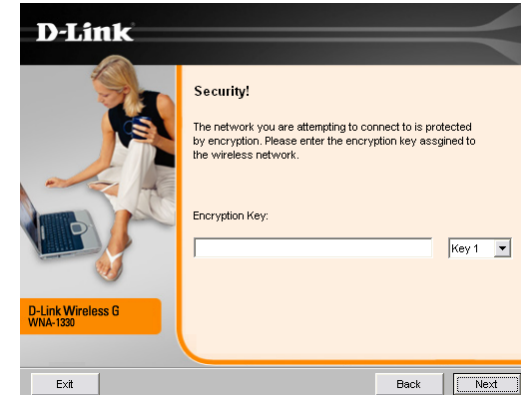 D-Link
Security!
The network you are attempting to connect to is protected
by encryption. Please enter the encryption key assgined to
the wireless network.
Encryption Key:
Key 1
D-Link Wireless G
WNA-1330
Exit
Back
Next